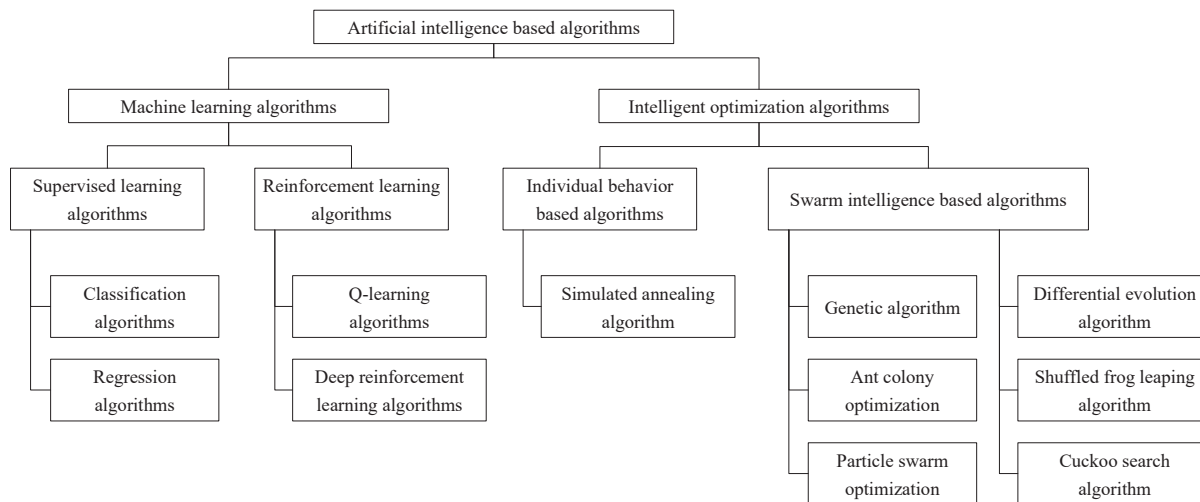 Artificial intelligence based algorithms
Machine learning algorithms
Intelligent optimization algorithms
Supervised learning
algorithms
Reinforcement learning
algorithms
Individual behavior
based algorithms
Swarm intelligence based algorithms
Classification
algorithms
Q-learning
algorithms
Simulated annealing
algorithm
Genetic algorithm
Differential evolution
algorithm
Regression
algorithms
Deep reinforcement
learning algorithms
Ant colony
optimization
Shuffled frog leaping
algorithm
Particle swarm
optimization
Cuckoo search
algorithm